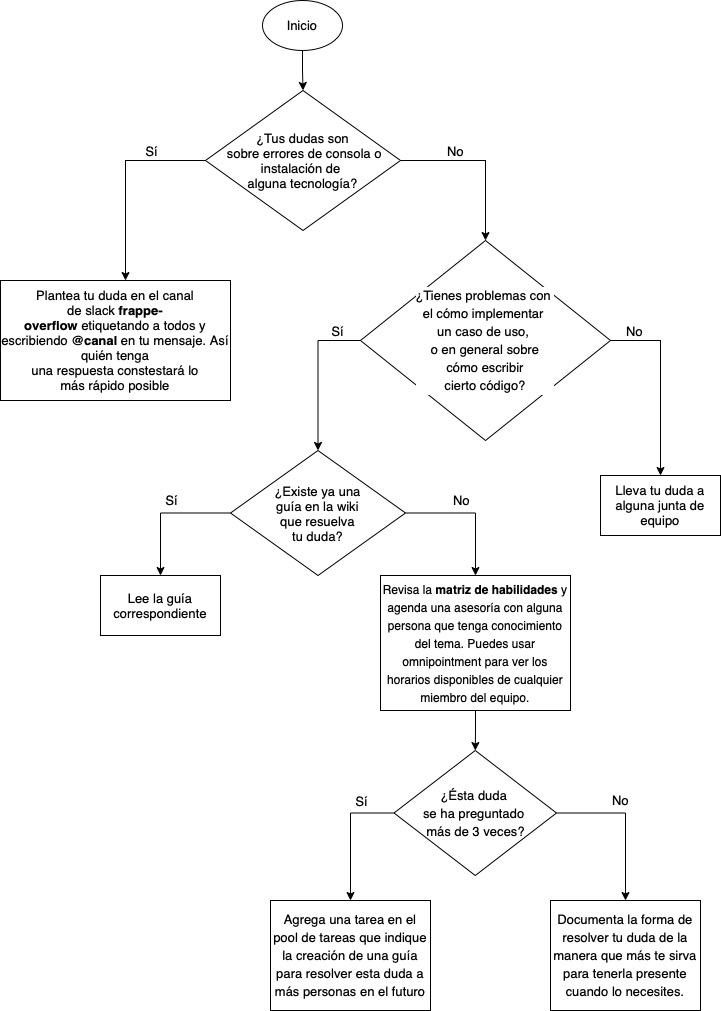 Inicio
¿Tus dudas son
sobre errores de consola o
instalación de
alguna tecnología?
Sí
No
Plantea tu duda en el canal
de slack frappe-
overflow etiquetando a todos y
escribiendo @canal en tu mensaje. Así
quién tenga
una respuesta constestará lo
más rápido posible
¿Tienes problemas con
el cómo implementar
un caso de uso,
o en general sobre
cómo escribir
cierto código?
Sí
No
Lleva tu duda a
alguna junta de
equipo
¿Existe ya una
guía en la wiki
que resuelva
tu duda?
Sí
No
Lee la guía
correspondiente
Revisa la matriz de habilidades y
agenda una asesoría con alguna
persona que tenga conocimiento
del tema. Puedes usar
omnipointment para ver los
horarios disponibles de cualquier
miembro del equipo.
¿Ésta duda
se ha preguntado
más de 3 veces?
Sí
No
Agrega una tarea en el
pool de tareas que indique
la creación de una guía
para resolver esta duda a
más personas en el futuro
Documenta la forma de
resolver tu duda de la
manera que más te sirva
para tenerla presente
cuando lo necesites.